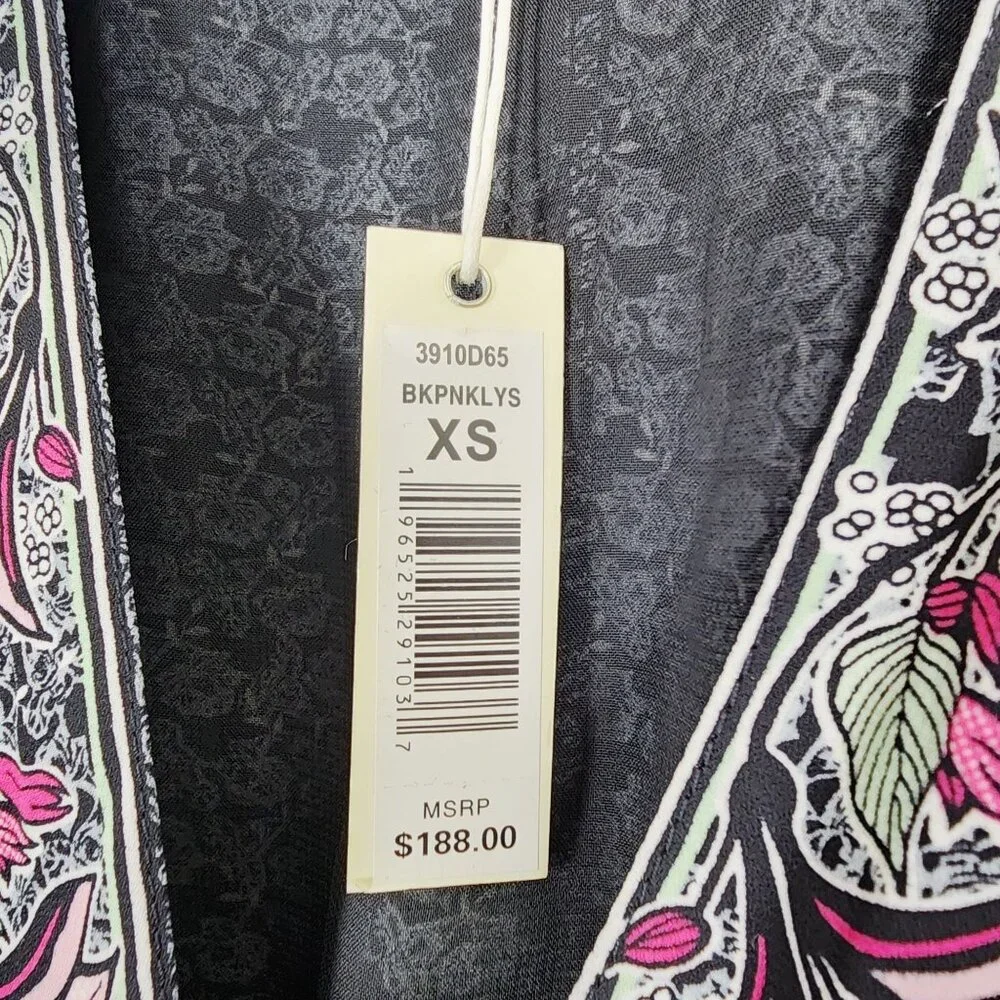 3910D65
BKPNKLYS
XS
1 96525 29103 7
MSRP
$188.00